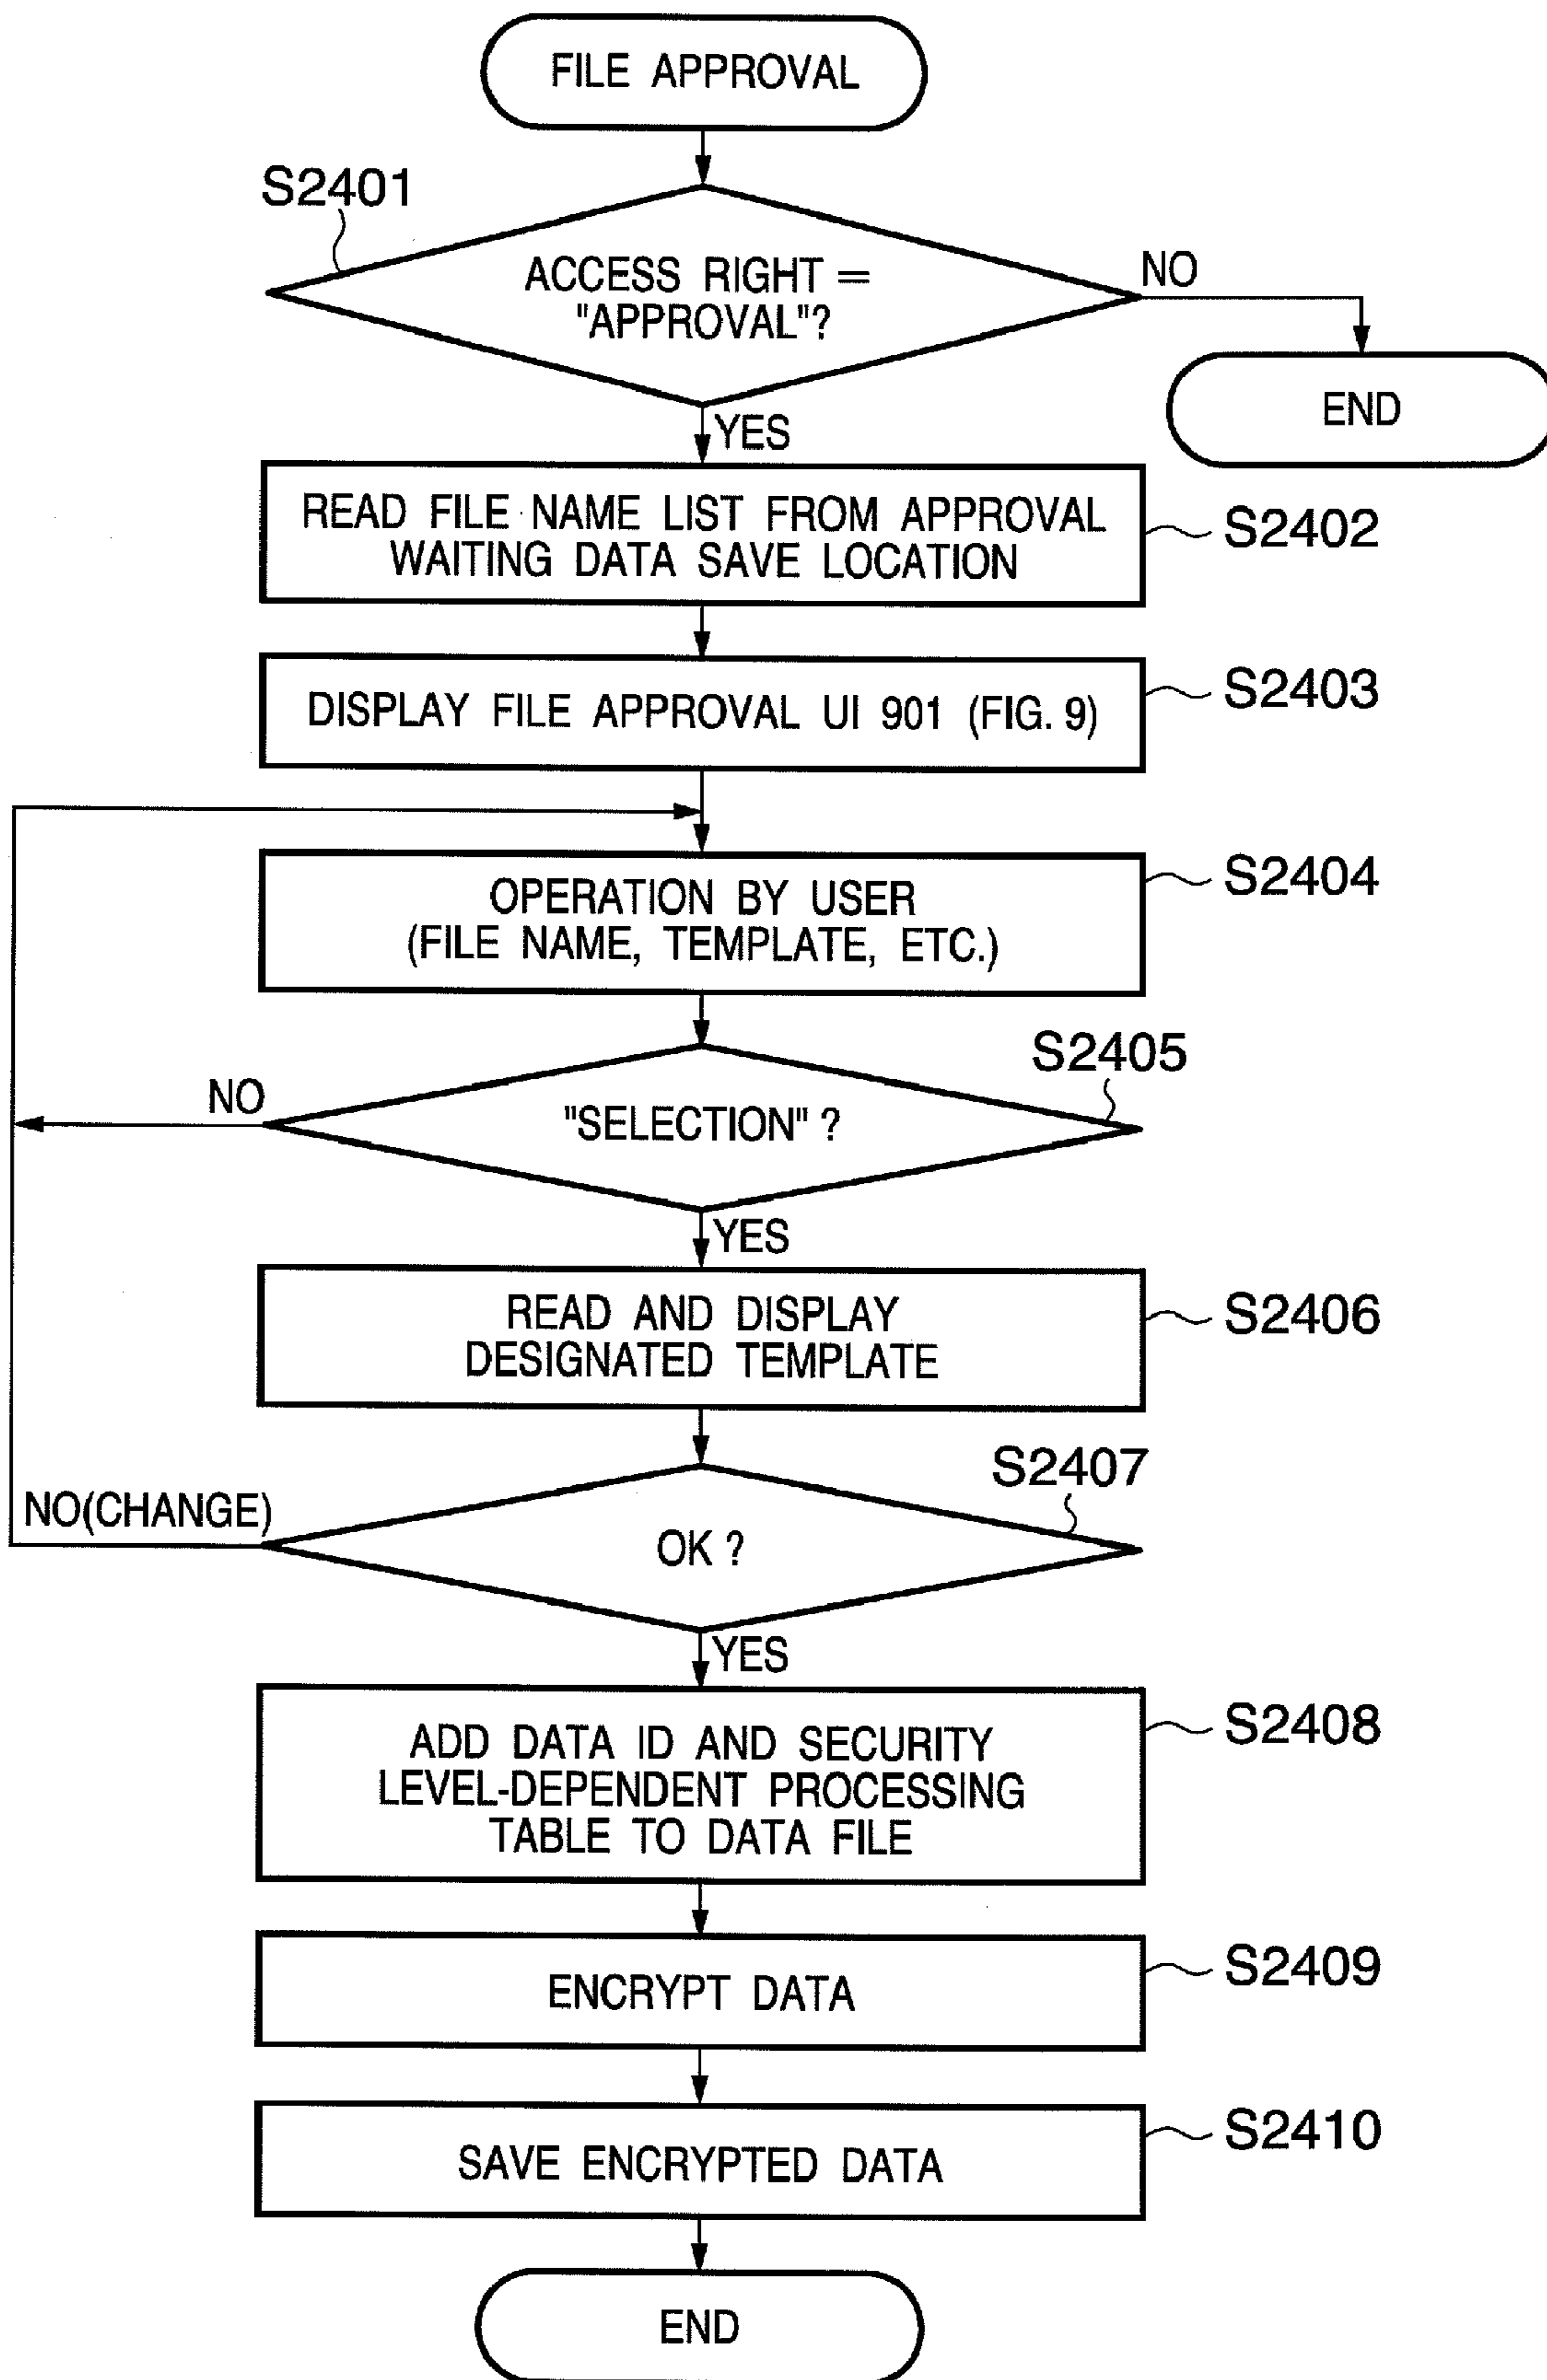 FILE APPROVAL
S2401
ACCESS RIGHT =
"APPROVAL"?
NO
END
YES
READ FILE NAME LIST FROM APPROVAL
WAITING DATA SAVE LOCATION
S2402
DISPLAY FILE APPROVAL UI 901 (FIG. 9)
S2403
OPERATION BY USER
(FILE NAME, TEMPLATE, ETC.)
S2404
S2405
NO
"SELECTION" ?
YES
READ AND DISPLAY
DESIGNATED TEMPLATE
S2406
S2407
NO(CHANGE)
OK ?
YES
ADD DATA ID AND SECURITY
LEVEL-DEPENDENT PROCESSING
TABLE TO DATA FILE
S2408
ENCRYPT DATA
S2409
SAVE ENCRYPTED DATA
S2410
END